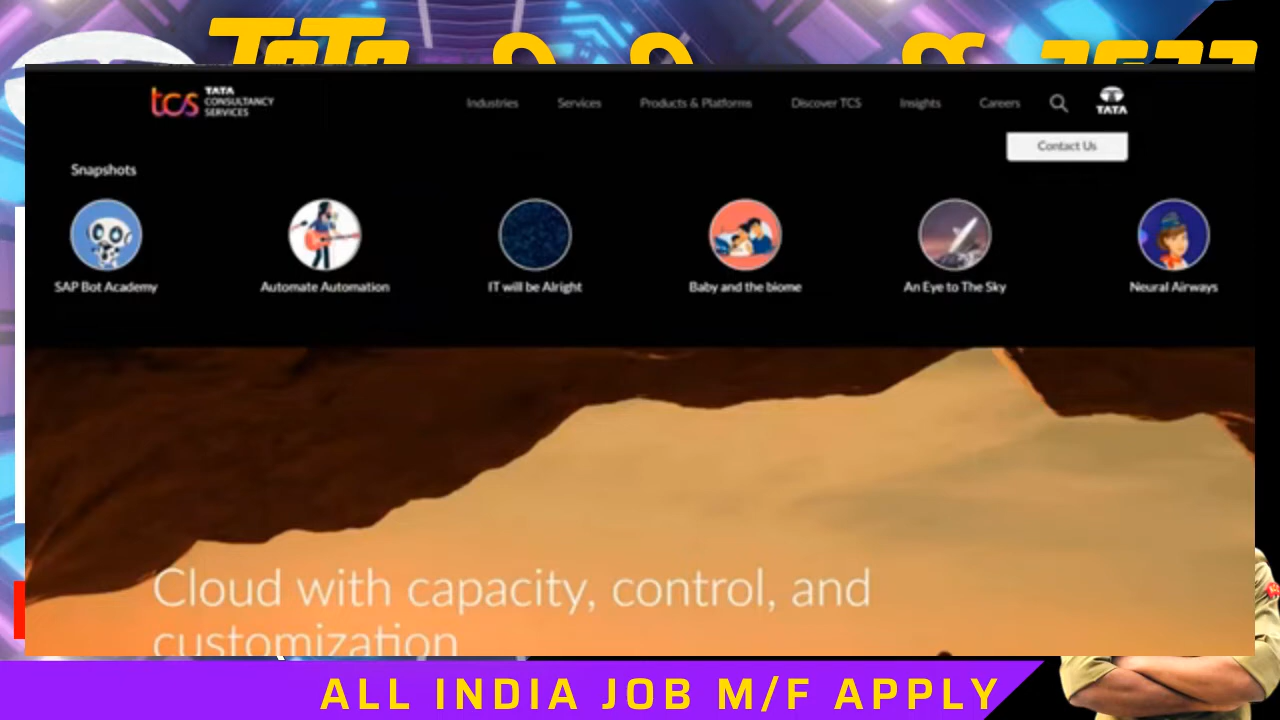 TATA
tcs TATA CONSULTANCY SERVICES
Industries Services Products & Platforms Discover TCS Insights Careers
TATA
Contact Us
Snapshots
SAP Bot Academy Automate Automation IT will be Alright Baby and the biome An Eye to The Sky Neural Airways
Cloud with capacity, control, and
customization
ALL INDIA JOB M/F APPLY